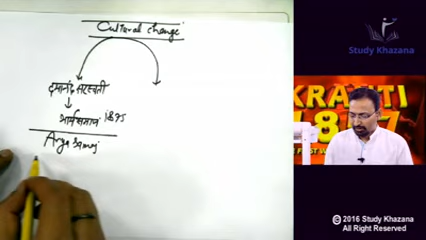 Cultural change
दयानंद सरस्वती
आर्यसमाज 1875
Arya Samaj
Study Khazana
KRANTI
1857
© 2016 Study Khazana
All Right Reserved